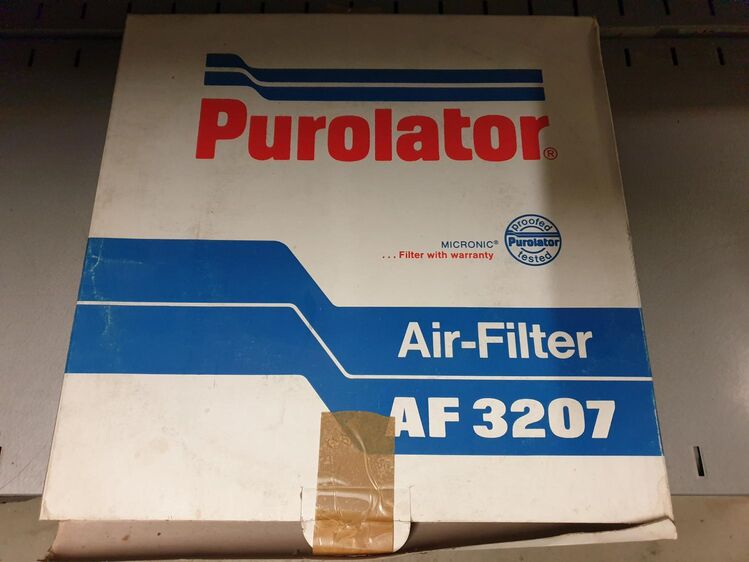 Purolator®
MICRONIC®
... Filter with warranty
proofed
Purolator
tested
Air-Filter
AF 3207